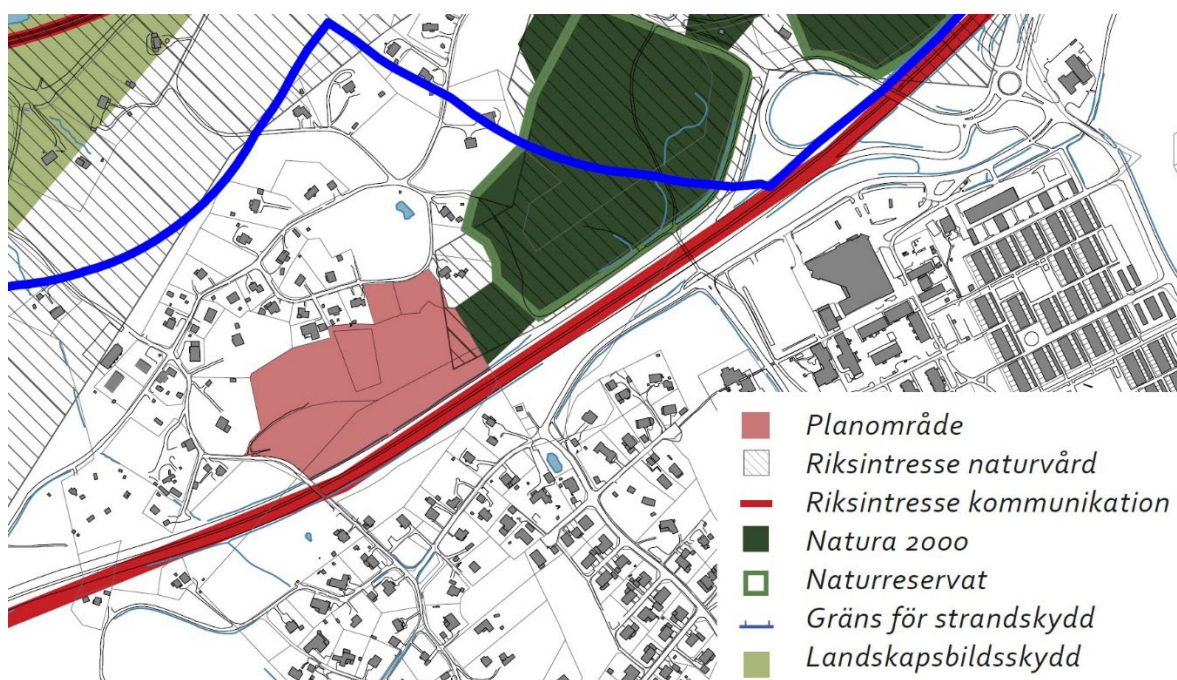 Planområde
Riksintresse naturvård
Riksintresse kommunikation
Natura 2000
Naturreservat
Gräns för strandskydd
Landskapsbildsskydd